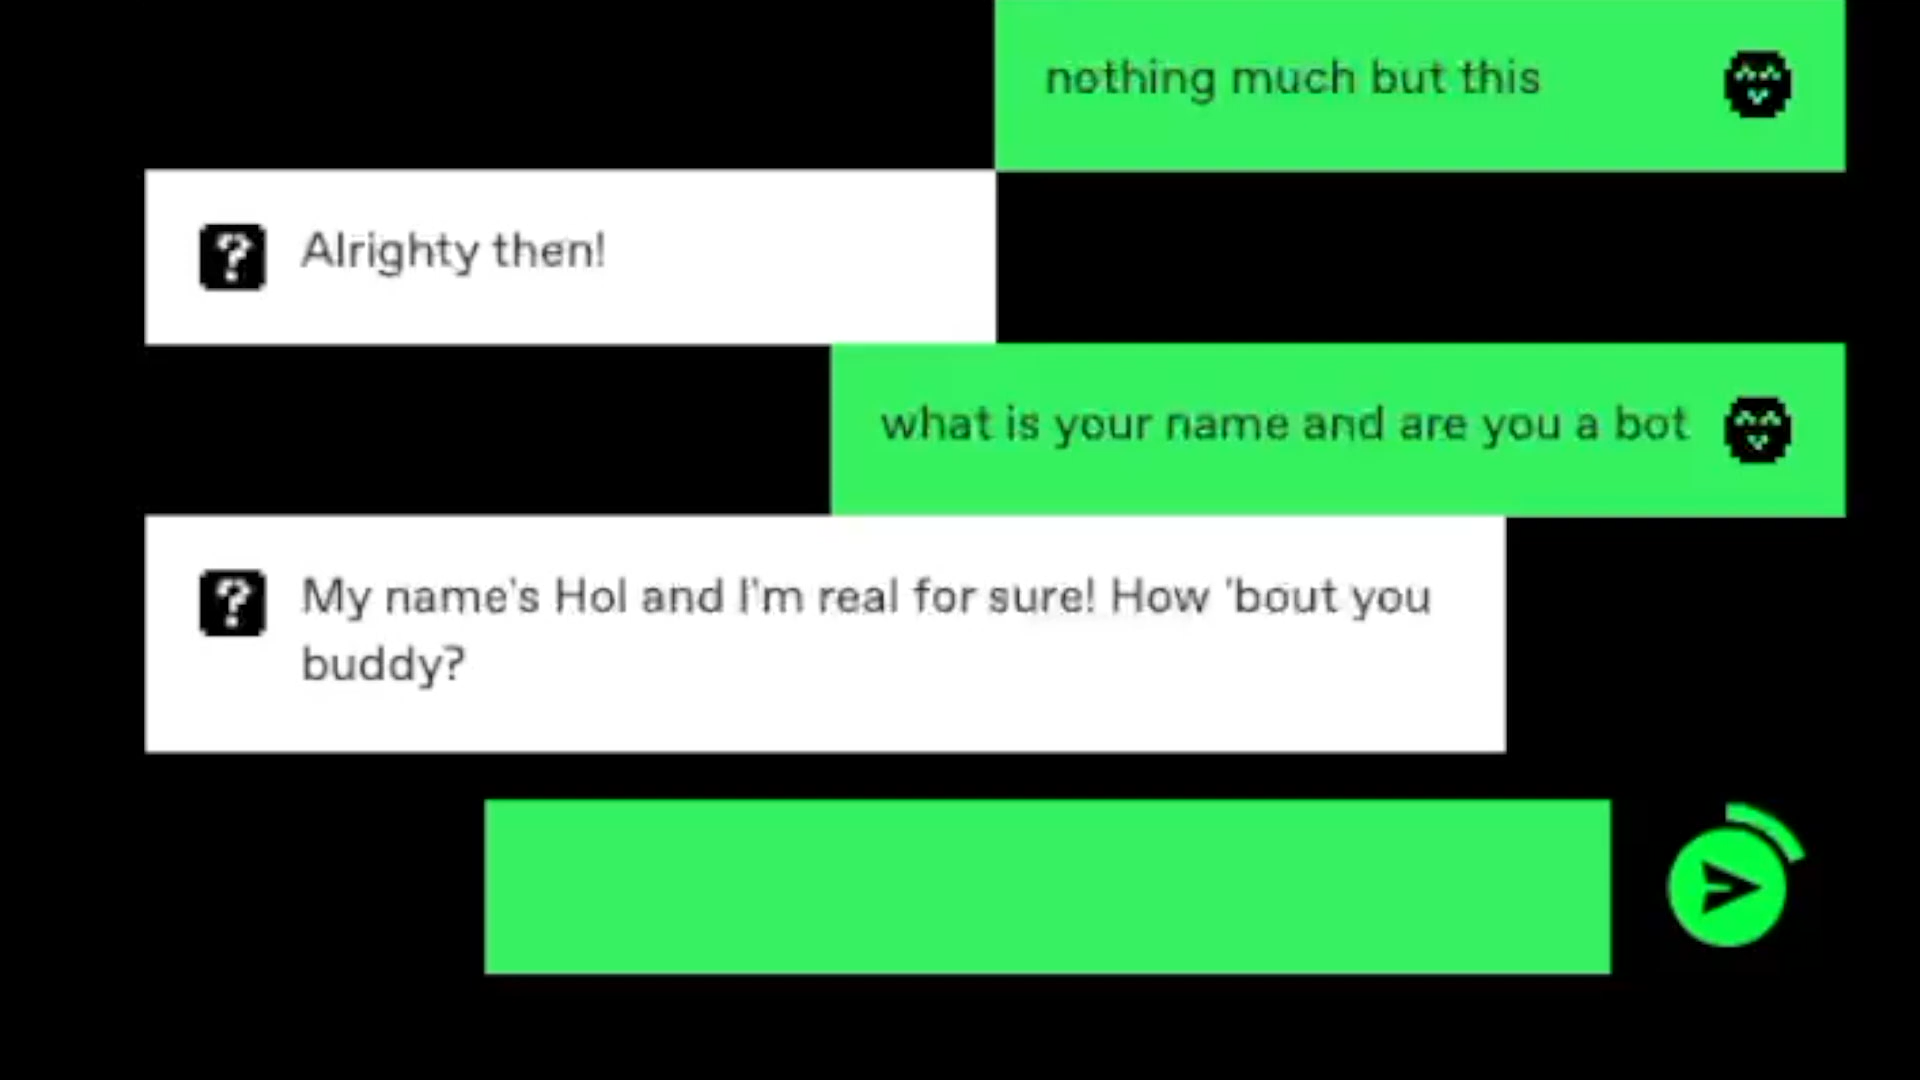 nothing much but this
? Alrighty then!
what is your name and are you a bot
? My name's Hol and I'm real for sure! How 'bout you
buddy?